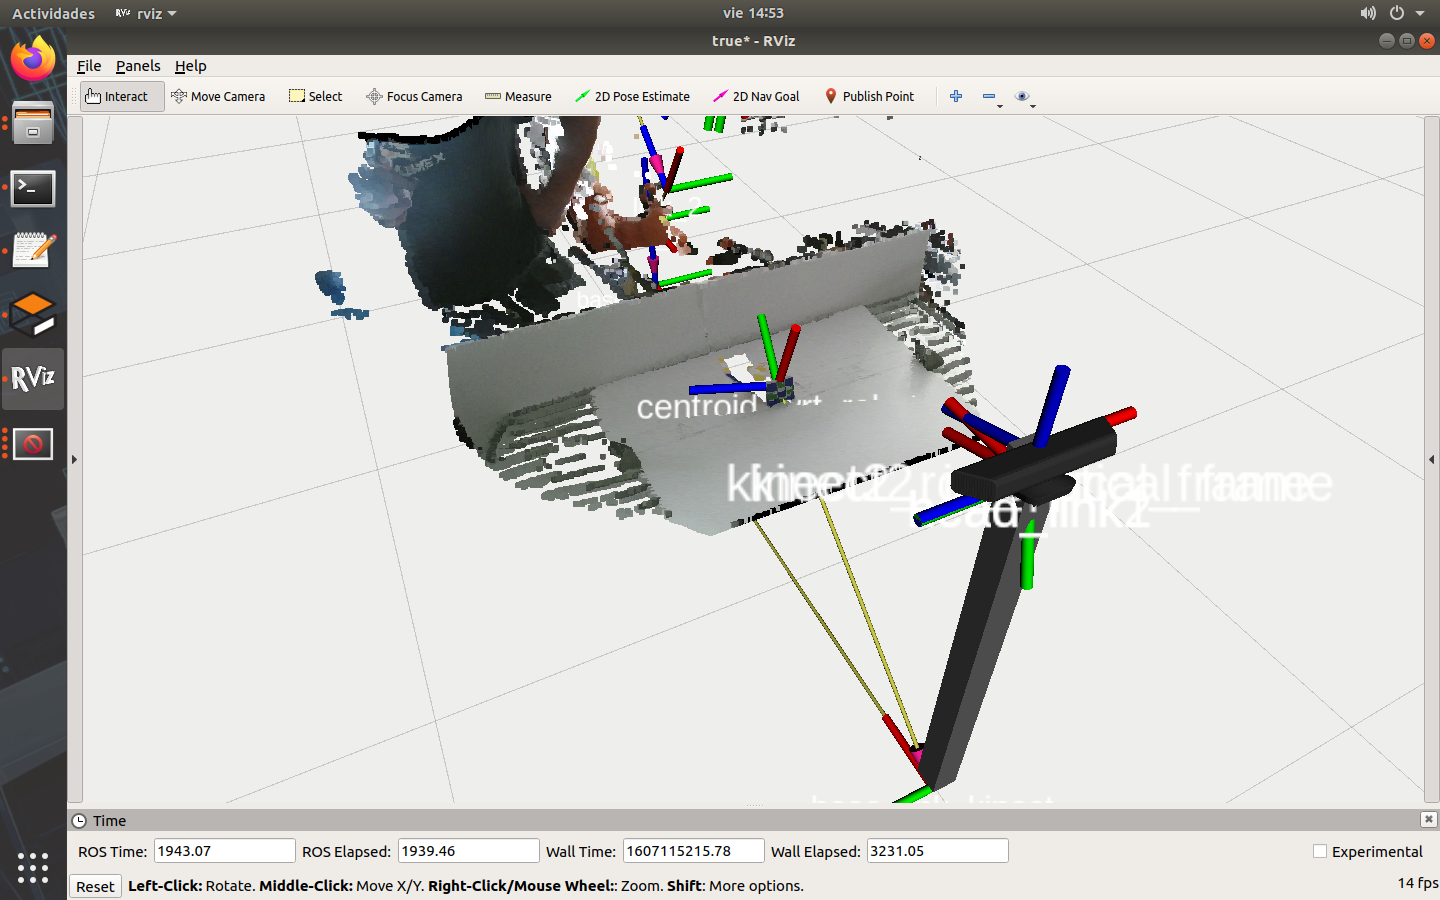 Actividades
rviz
vie 14:53
true* - RViz
File Panels Help
Interact Move Camera Select Focus Camera Measure 2D Pose Estimate 2D Nav Goal Publish Point
RViz
Time
ROS Time: 1943.07 ROS Elapsed: 1939.46 Wall Time: 1607115215.78 Wall Elapsed: 3231.05 Experimental
Reset Left-Click: Rotate. Middle-Click: Move X/Y. Right-Click/Mouse Wheel:: Zoom. Shift: More options. 14 fps